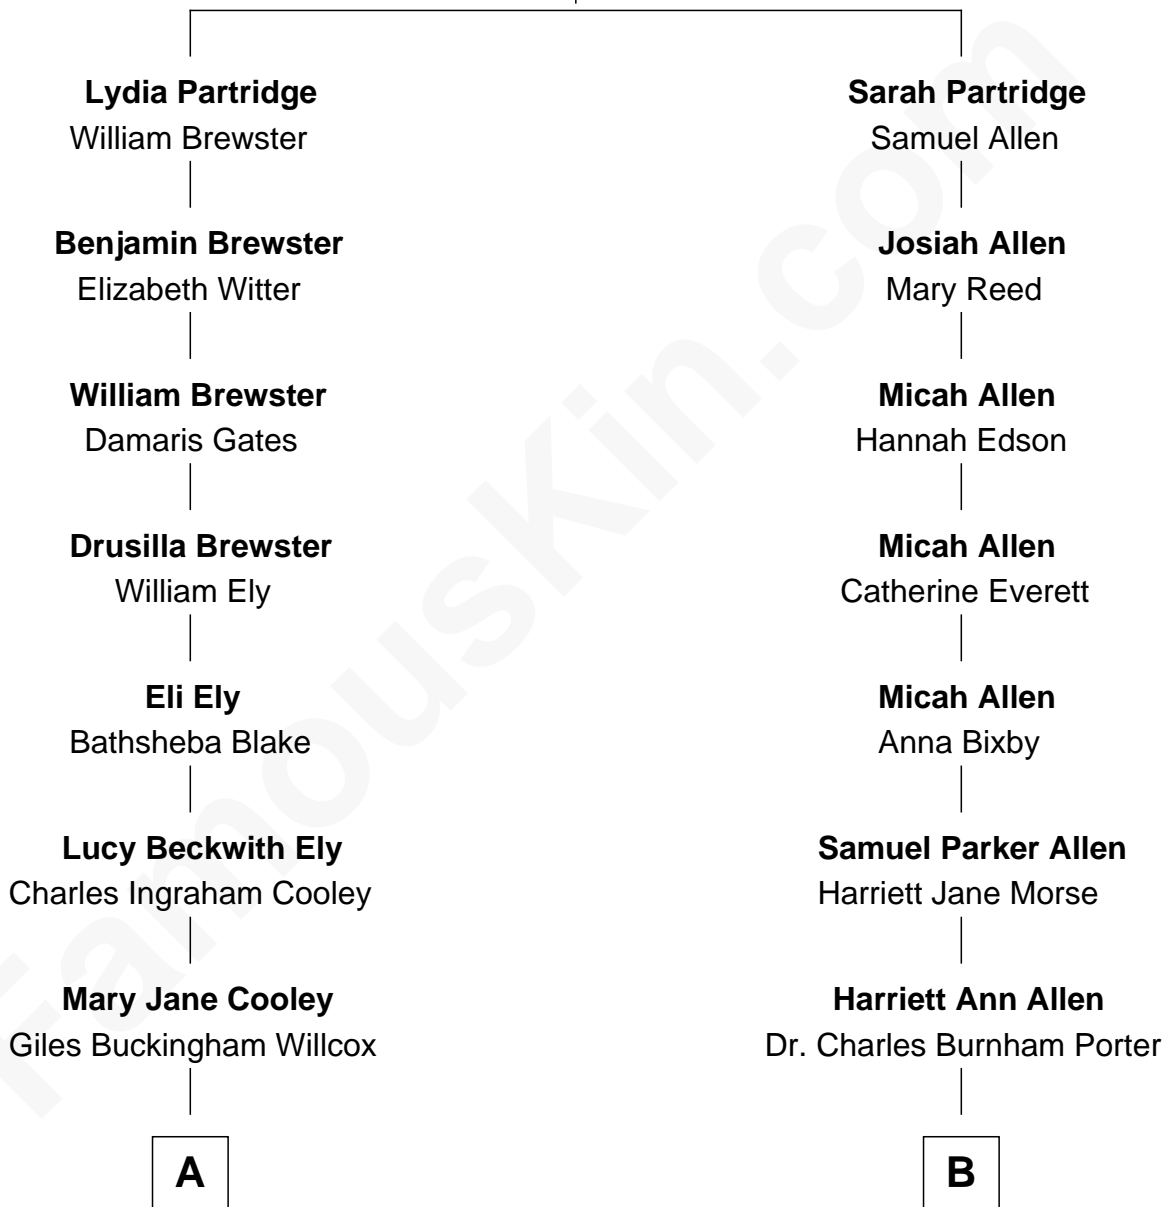 Lydia Partridge
William Brewster
Benjamin Brewster
Elizabeth Witter
William Brewster
Damaris Gates
Drusilla Brewster
William Ely
Eli Ely
Bathsheba Blake
Lucy Beckwith Ely
Charles Ingraham Cooley
Mary Jane Cooley
Giles Buckingham Willcox
A
Sarah Partridge
Samuel Allen
Josiah Allen
Mary Reed
Micah Allen
Hannah Edson
Micah Allen
Catherine Everett
Micah Allen
Anna Bixby
Samuel Parker Allen
Harriett Jane Morse
Harriett Ann Allen
Dr. Charles Burnham Porter
B
FamousKin.com